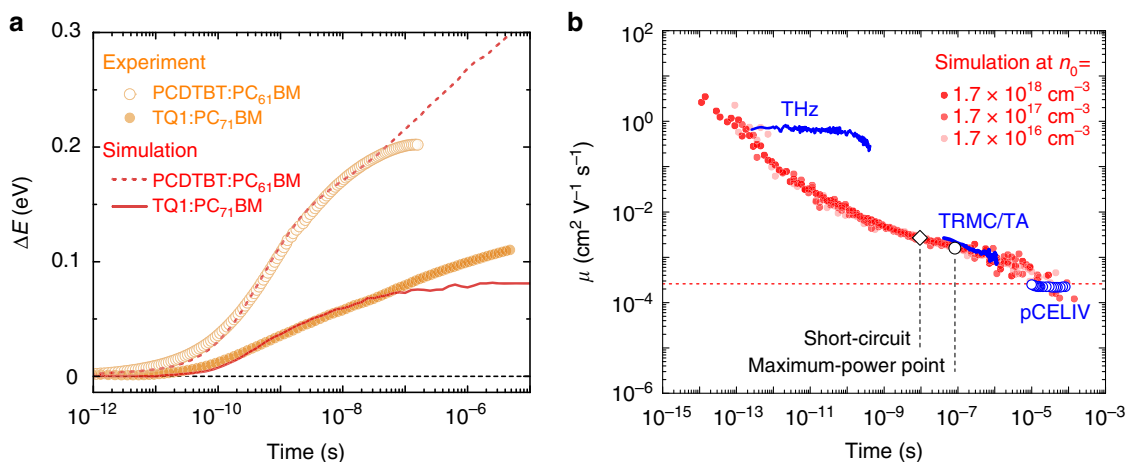 a
0.3
0.2
0.1
0
ΔE (eV)
Experiment
PCDTBT:PC₆₁BM
TQ1:PC₇₁BM
Simulation
PCDTBT:PC₆₁BM
TQ1:PC₇₁BM
10⁻¹² 10⁻¹⁰ 10⁻⁸ 10⁻⁶
Time (s)
b
10² 10⁰ 10⁻² 10⁻⁴ 10⁻⁶
μ (cm² V⁻¹ s⁻¹)
Simulation at n₀=
1.7 × 10¹⁸ cm⁻³
1.7 × 10¹⁷ cm⁻³
1.7 × 10¹⁶ cm⁻³
THz
TRMC/TA
pCELIV
Short-circuit
Maximum-power point
10⁻¹⁵ 10⁻¹³ 10⁻¹¹ 10⁻⁹ 10⁻⁷ 10⁻⁵ 10⁻³
Time (s)